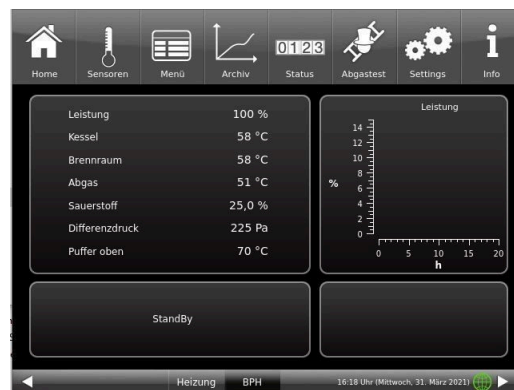 0123
Home Sensoren Menü Archiv Status Abgastest Settings Info
Leistung 100 %
Kessel 58 °C
Brennraum 58 °C
Abgas 51 °C
Sauerstoff 25,0 %
Differenzdruck 225 Pa
Puffer oben 70 °C
Leistung
14
12
10
8
% 6
4
2
0
0 5 10 15 20
h
StandBy
Heizung BPH 16:18 Uhr (Mittwoch, 31. März 2021)